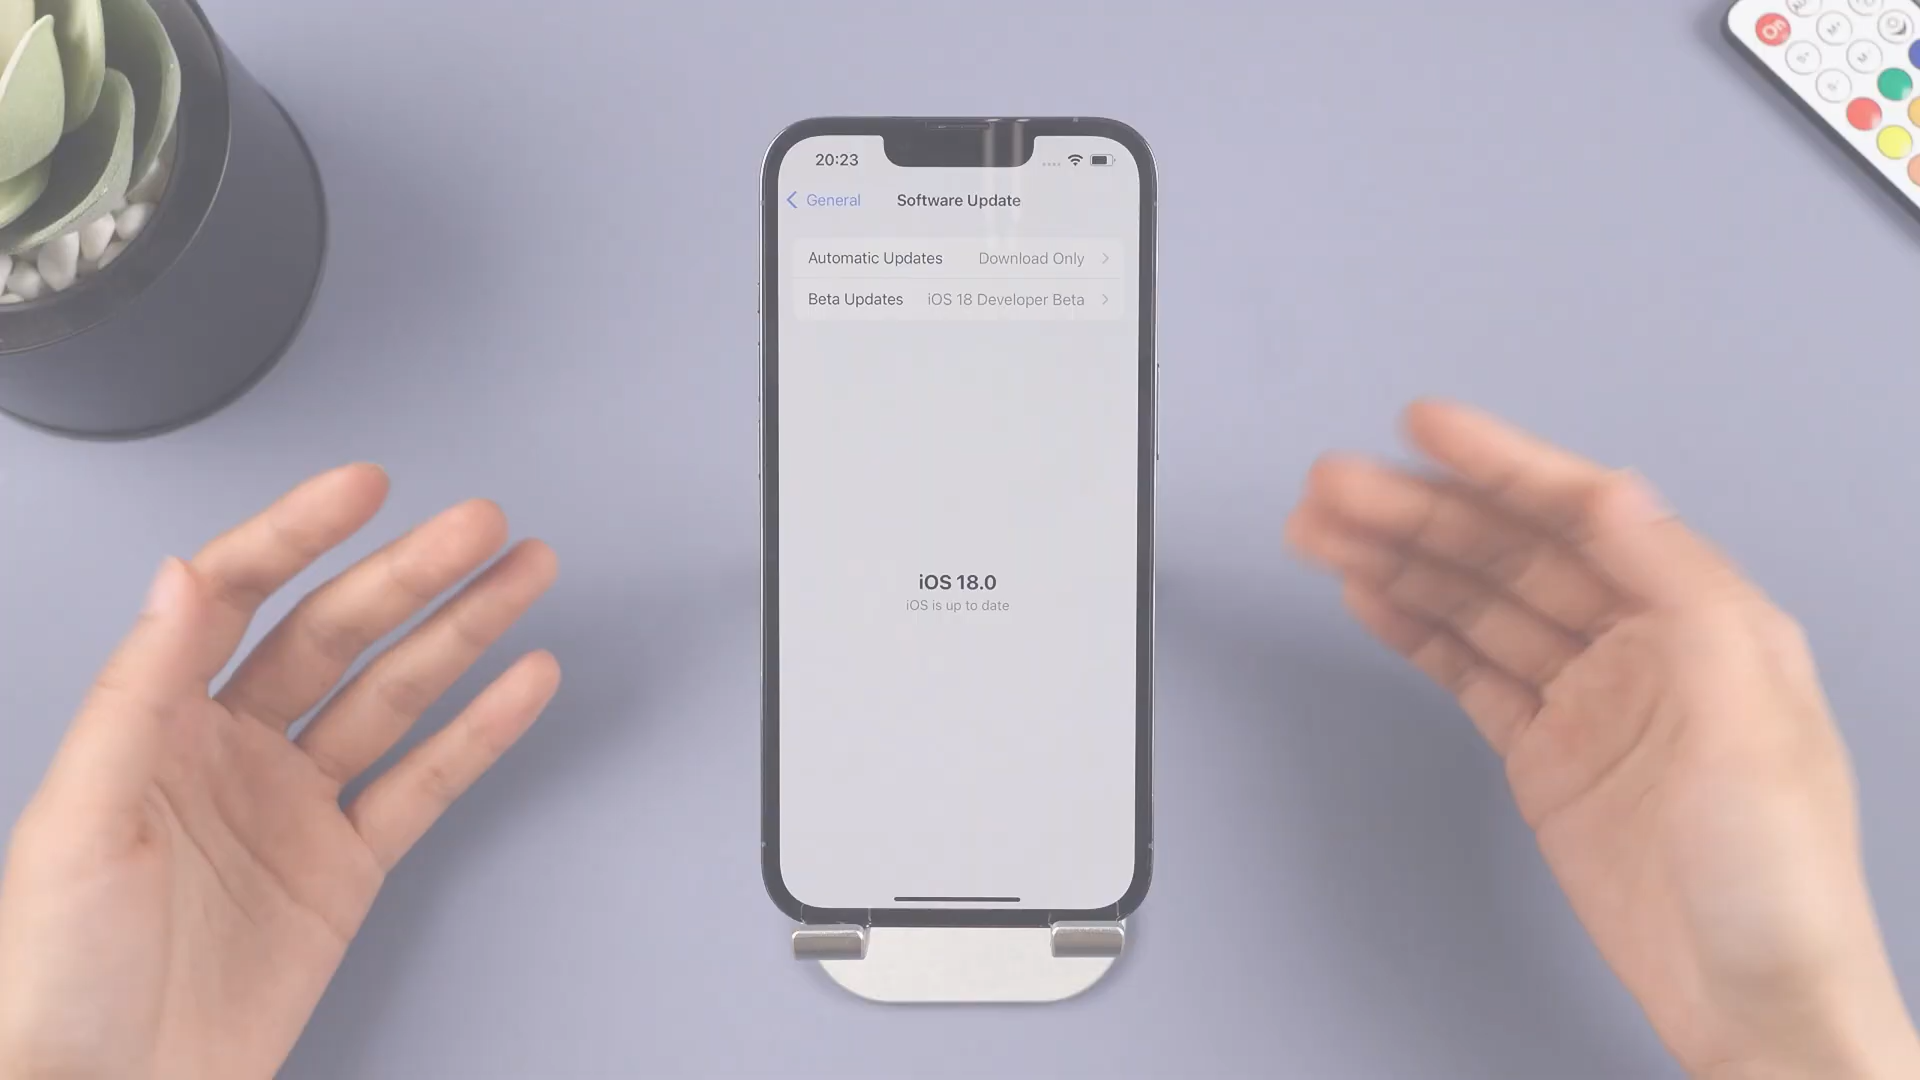 20:23
General
Software Update
Automatic Updates Download Only
Beta Updates iOS 18 Developer Beta
iOS 18.0
iOS is up to date
On